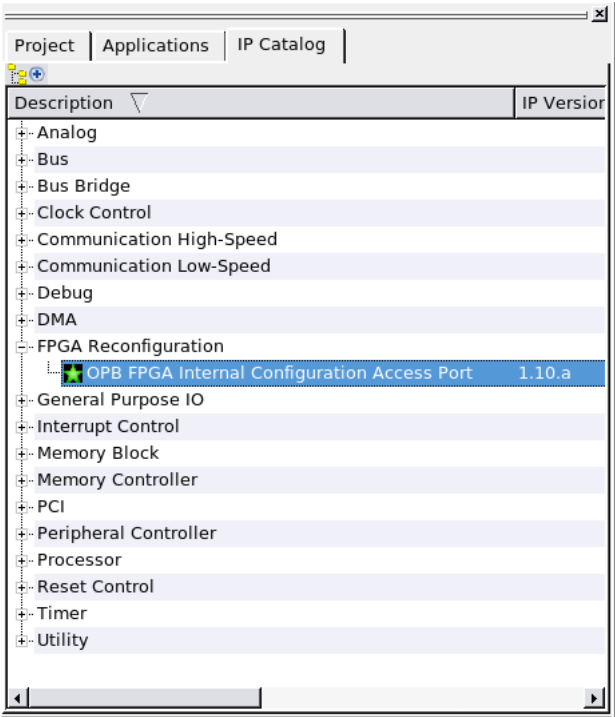 Project Applications IP Catalog
Description IP Version
Analog
Bus
Bus Bridge
Clock Control
Communication High-Speed
Communication Low-Speed
Debug
DMA
FPGA Reconfiguration
OPB FPGA Internal Configuration Access Port 1.10.a
General Purpose IO
Interrupt Control
Memory Block
Memory Controller
PCI
Peripheral Controller
Processor
Reset Control
Timer
Utility